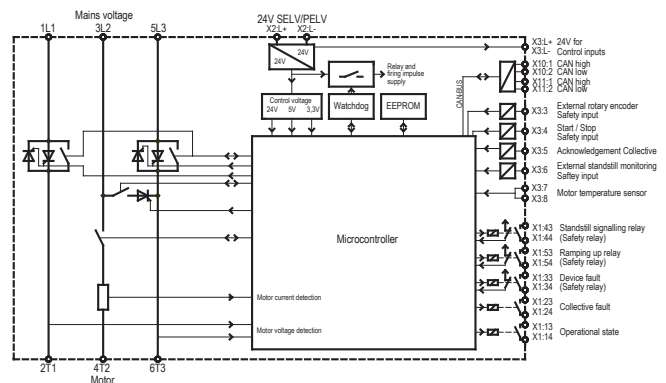 Mains voltage
1L1 3L2 5L3
24V SELV/PELV
X2:L+ X2:L-
24V
24V
Relay and
firing impulse
supply
Control voltage
24V 5V 3,3V
Watchdog
EEPROM
CAN-BUS
X3:L+ 24V for
X3:L- Control inputs
X10:1 CAN high
X10:2 CAN low
X11:1 CAN high
X11:2 CAN low
X3:3 External rotary encoder
Safety input
X3:4 Start / Stop
Safety input
X3:5 Acknowledgement Collective
X3:6 External standstill monitoring
Saftey input
X3:7
X3:8
Motor temperature sensor
Microcontroller
X1:43 Standstill signalling relay
X1:44 (Safety relay)
X1:53 Ramping up relay
X1:54 (Safety relay)
X1:33 Device fault
X1:34 (Safety relay)
X1:23
X1:24
Collective fault
X1:13
X1:14
Operational state
Motor current detection
Motor voltage detection
2T1 4T2 6T3
Motor